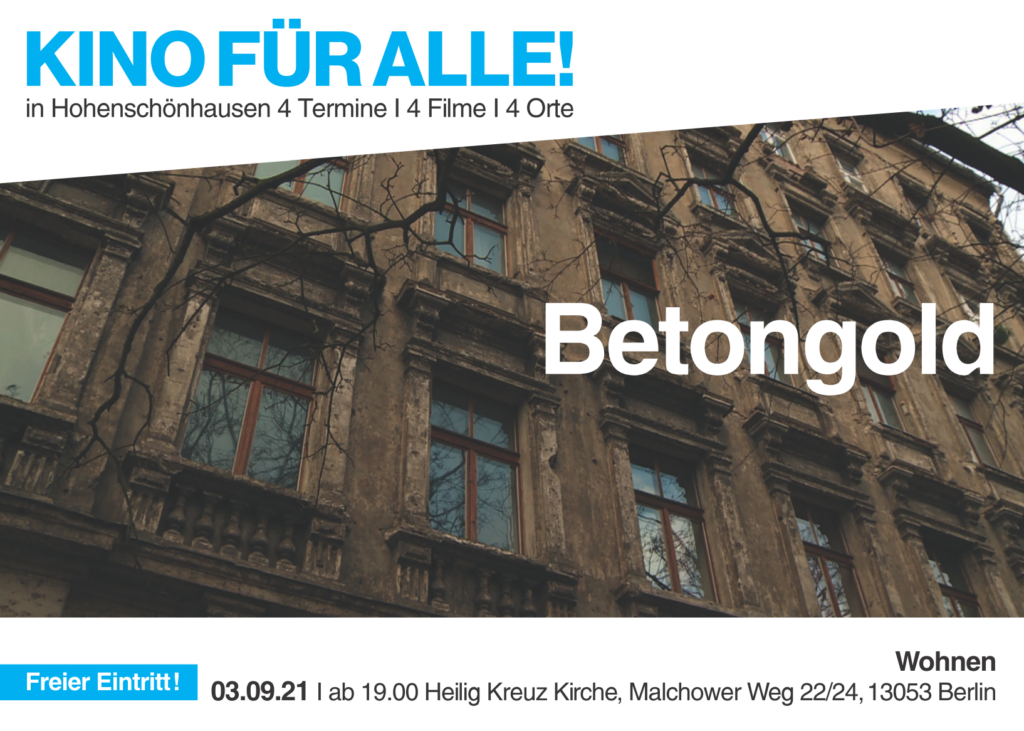 KINO FÜR ALLE!
in Hohenschönhausen 4 Termine I 4 Filme I 4 Orte
Betongold
Wohnen
Freier Eintritt!
03.09.21 I ab 19.00 Heilig Kreuz Kirche, Malchower Weg 22/24, 13053 Berlin